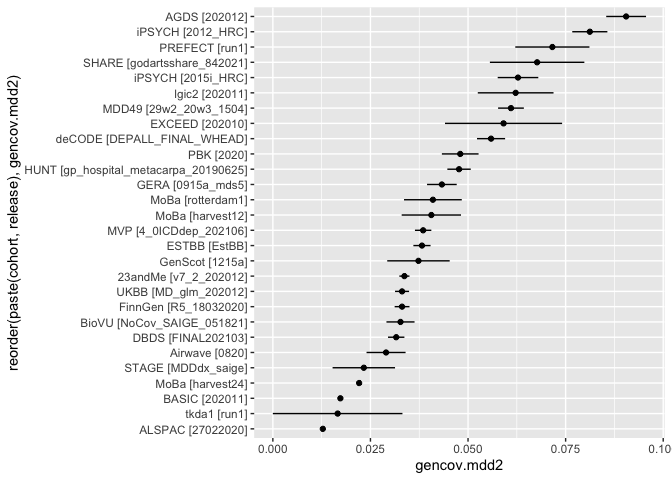 AGDS [202012]
iPSYCH [2012_HRC]
PREFECT [run1]
SHARE [godartsshare_842021]
iPSYCH [2015i_HRC]
lgic2 [202011]
MDD49 [29w2_20w3_1504]
EXCEED [202010]
deCODE [DEPALL_FINAL_WHEAD]
PBK [2020]
HUNT [gp_hospital_metacarpa_20190625]
GERA [0915a_mds5]
MoBa [rotterdam1]
MoBa [harvest12]
MVP [4_0ICDdep_202106]
ESTBB [EstBB]
GenScot [1215a]
23andMe [v7_2_202012]
UKBB [MD_glm_202012]
FinnGen [R5_18032020]
BioVU [NoCov_SAIGE_051821]
DBDS [FINAL202103]
Airwave [0820]
STAGE [MDDdx_saige]
MoBa [harvest24]
BASIC [202011]
tkda1 [run1]
ALSPAC [27022020]
reorder(paste(cohort, release), gencov.mdd2)
0.000 0.025 0.050 0.075 0.10
gencov.mdd2